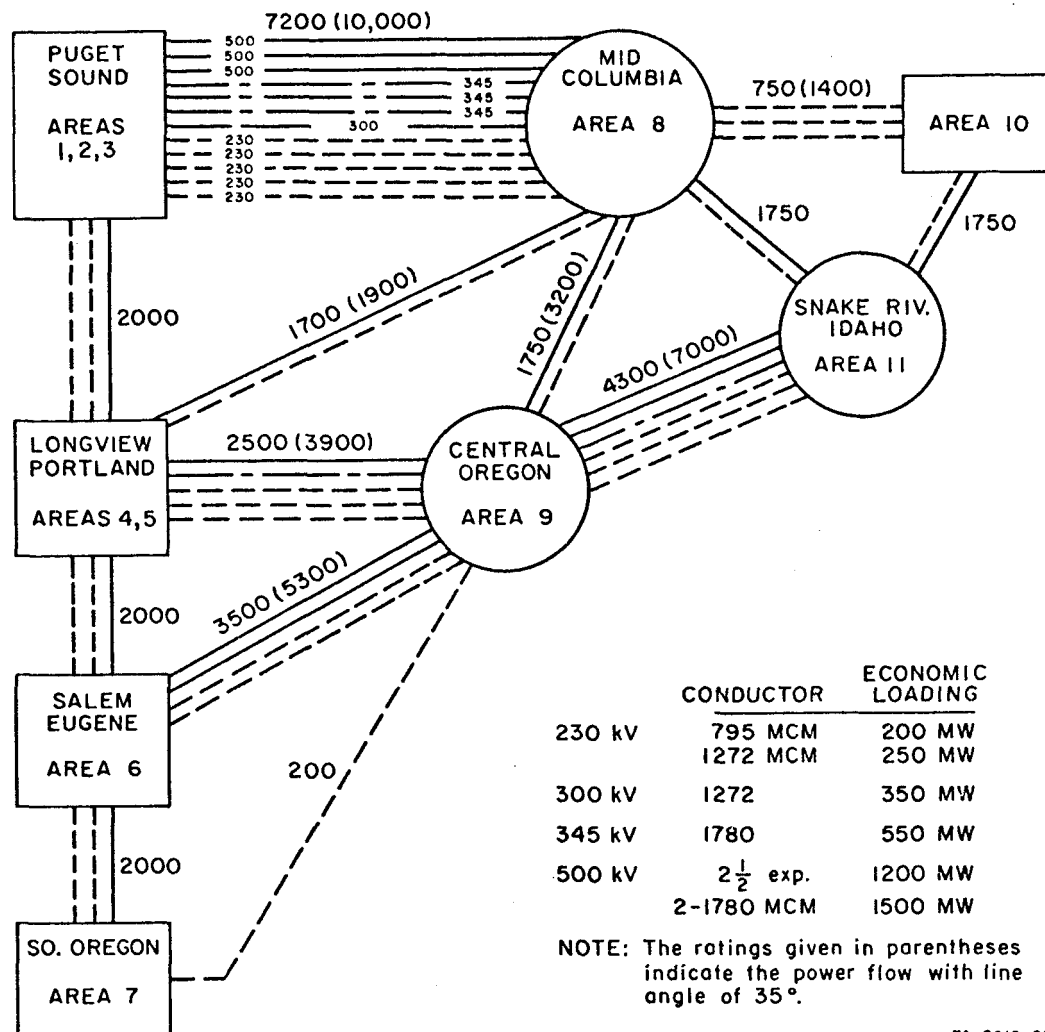 7200 (10,000)
PUGET
SOUND
AREAS
1, 2, 3
500
500
500
345
345
345
300
230
230
230
230
230
MID
COLUMBIA
AREA 8
750 (1400)
AREA 10
1750
1750
2000
1700 (1900)
1750 (3200)
SNAKE RIV.
IDAHO
AREA 11
4300 (7000)
LONGVIEW
PORTLAND
AREAS 4, 5
2500 (3900)
CENTRAL
OREGON
AREA 9
2000
3500 (5300)
SALEM
EUGENE
AREA 6
200
2000
SO. OREGON
AREA 7
CONDUCTOR ECONOMIC LOADING
230 kV 795 MCM 200 MW
1272 MCM 250 MW
300 kV 1272 350 MW
345 kV 1780 550 MW
500 kV 2 1/2 exp. 1200 MW
2-1780 MCM 1500 MW
NOTE: The ratings given in parentheses
indicate the power flow with line
angle of 35°.